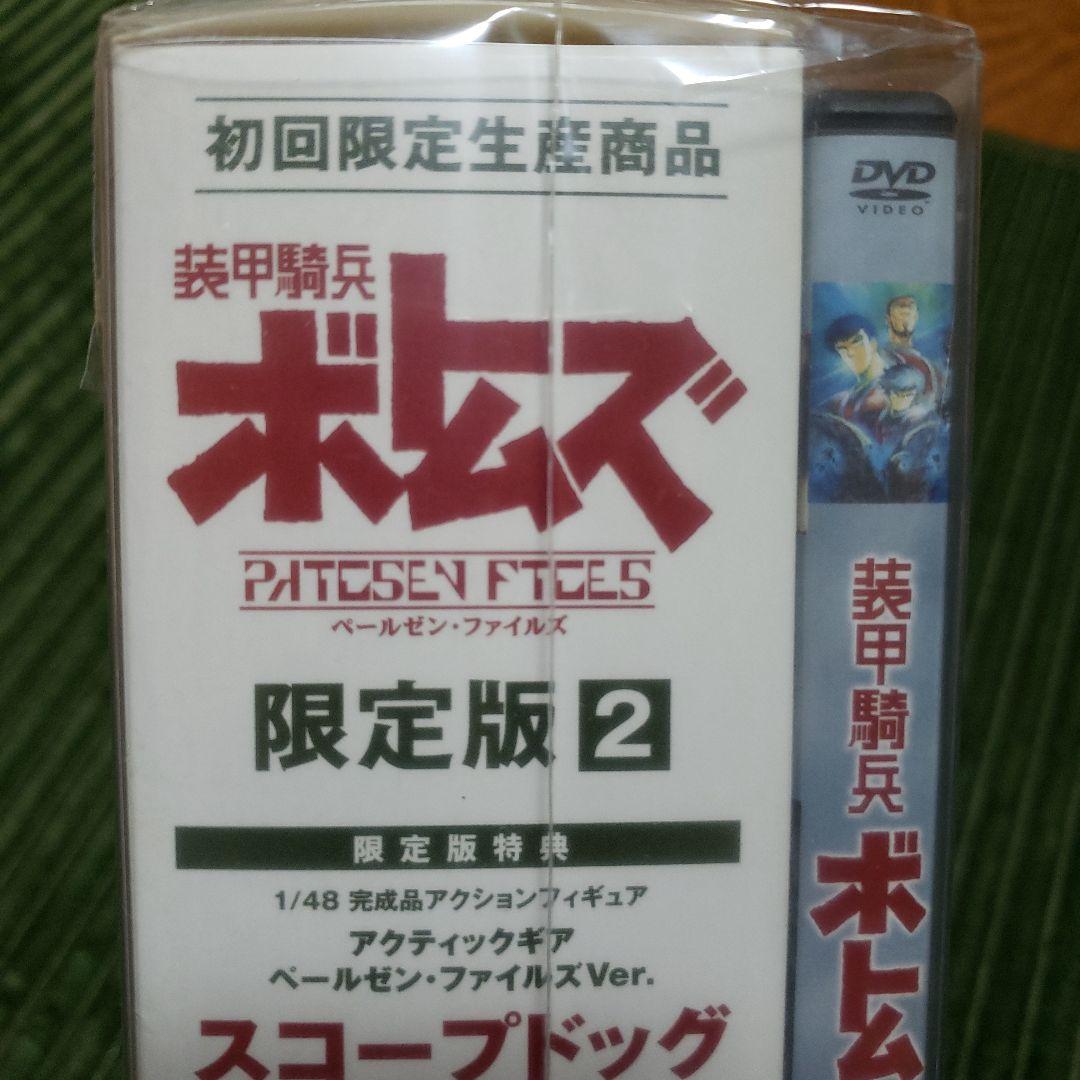 初回限定生産商品
装甲騎兵
ボトムズ
PAILSEN FILES
ペールゼン・ファイルズ
限定版2
限定版特典
1/48 完成品アクションフィギュア
アクティックギア
ペールゼン・ファイルズVer.
スコープドッグ
DVD
VIDEO
装甲騎兵
ボトム